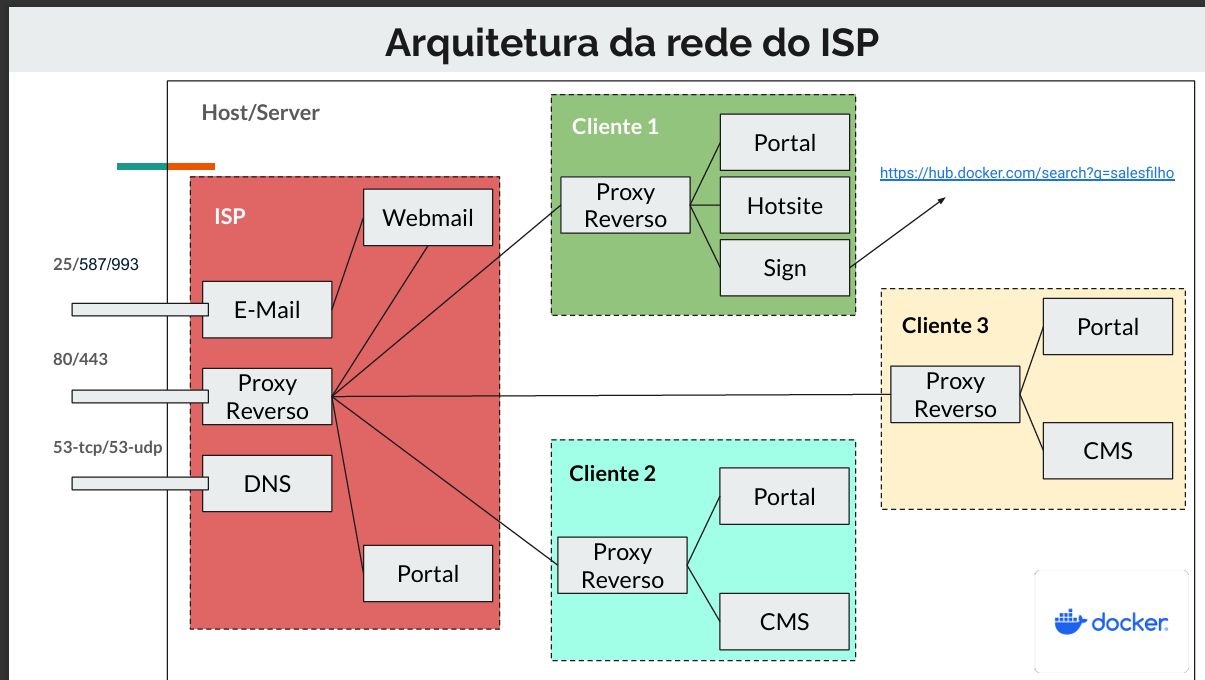 Arquitetura da rede do ISP
Host/Server
ISP
Webmail
25/587/993
E-Mail
80/443
Proxy
Reverso
53-tcp/53-udp
DNS
Portal
Cliente 1
Proxy
Reverso
Portal
Hotsite
Sign
https://hub.docker.com/search?q=salesfilho
Cliente 2
Proxy
Reverso
Portal
CMS
Cliente 3
Proxy
Reverso
Portal
CMS
docker